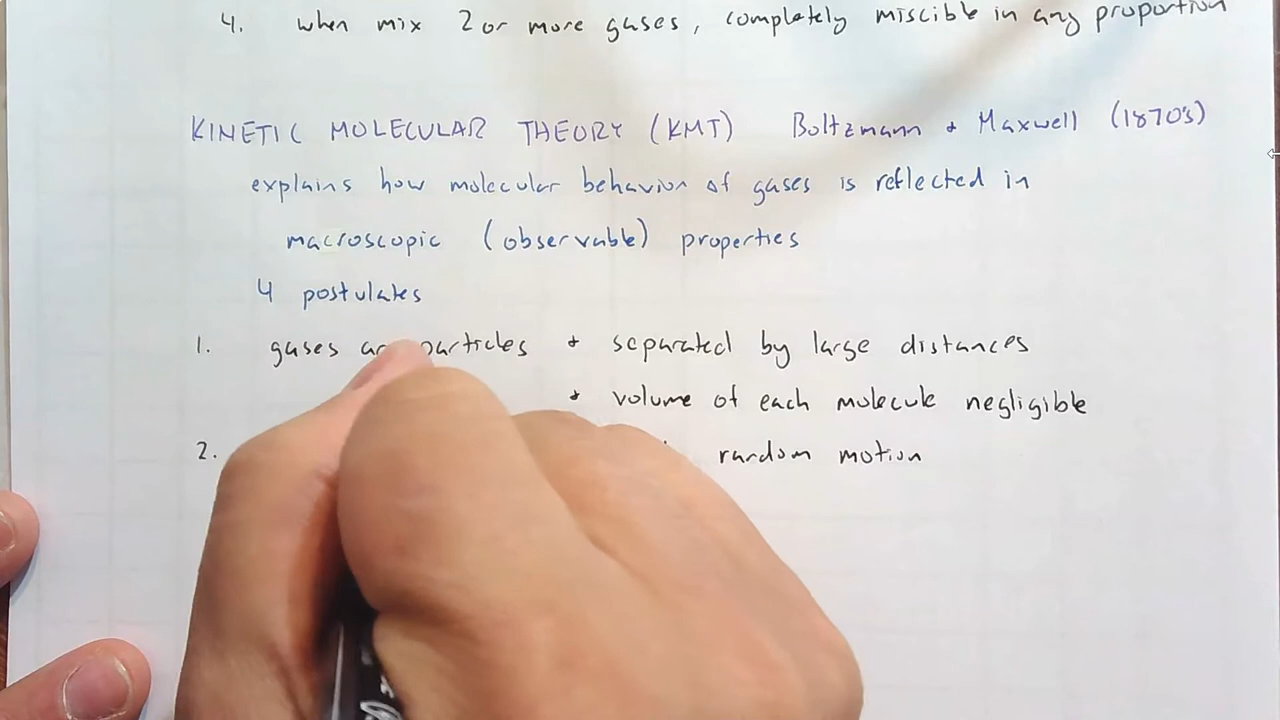 4. when mix 2 or more gases, completely miscible in any proportion
KINETIC MOLECULAR THEORY (KMT) Boltzmann + Maxwell (1870's)
explains how molecular behavior of gases is reflected in
macroscopic (observable) properties
4 postulates
1. gases particles + separated by large distances
+ volume of each molecule negligible
2. random motion